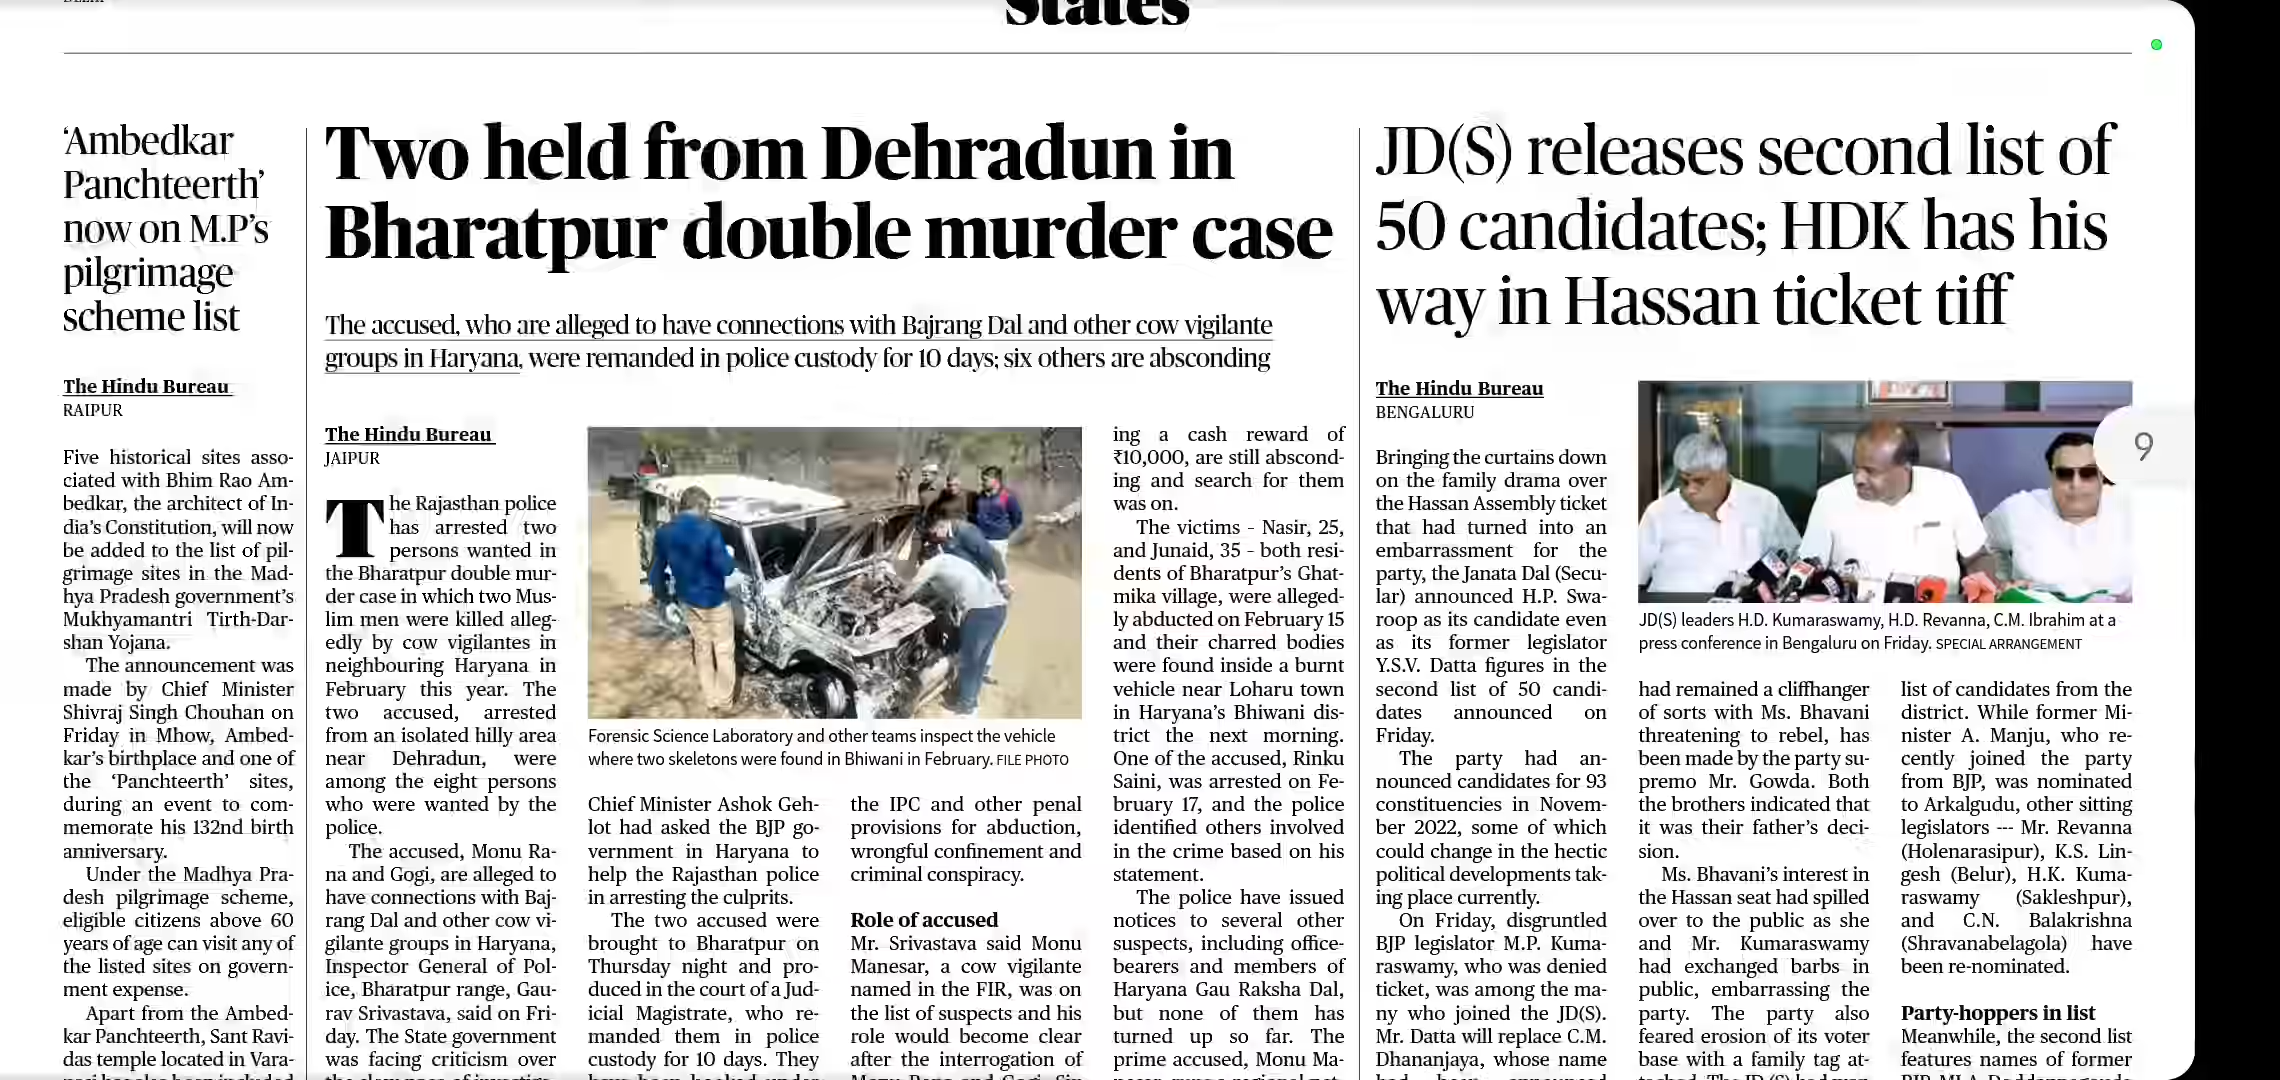 States
‘Ambedkar
Panchteerth’
now on M.P’s
pilgrimage
scheme list
The Hindu Bureau
RAIPUR
Five historical sites asso-
ciated with Bhim Rao Am-
bedkar, the architect of In-
dia’s Constitution, will now
be added to the list of pil-
grimage sites in the Mad-
hya Pradesh government’s
Mukhyamantri Tirth-Dar-
shan Yojana.
The announcement was
made by Chief Minister
Shivraj Singh Chouhan on
Friday in Mhow, Ambed-
kar’s birthplace and one of
the ‘Panchteerth’ sites,
during an event to com-
memorate his 132nd birth
anniversary.
Under the Madhya Pra-
desh pilgrimage scheme,
eligible citizens above 60
years of age can visit any of
the listed sites on govern-
ment expense.
Apart from the Ambed-
kar Panchteerth, Sant Ravi-
das temple located in Vara-
Two held from Dehradun in
Bharatpur double murder case
The accused, who are alleged to have connections with Bajrang Dal and other cow vigilante
groups in Haryana, were remanded in police custody for 10 days; six others are absconding
The Hindu Bureau
JAIPUR
The Rajasthan police
has arrested two
persons wanted in
the Bharatpur double mur-
der case in which two Mus-
lim men were killed alleg-
edly by cow vigilantes in
neighbouring Haryana in
February this year. The
two accused, arrested
from an isolated hilly area
near Dehradun, were
among the eight persons
who were wanted by the
police.
The accused, Monu Ra-
na and Gogi, are alleged to
have connections with Baj-
rang Dal and other cow vi-
gilante groups in Haryana,
Inspector General of Pol-
ice, Bharatpur range, Gau-
rav Srivastava, said on Fri-
day. The State government
was facing criticism over
Forensic Science Laboratory and other teams inspect the vehicle
where two skeletons were found in Bhiwani in February. FILE PHOTO
Chief Minister Ashok Geh-
lot had asked the BJP go-
vernment in Haryana to
help the Rajasthan police
in arresting the culprits.
The two accused were
brought to Bharatpur on
Thursday night and pro-
duced in the court of a Jud-
icial Magistrate, who re-
manded them in police
custody for 10 days. They
the IPC and other penal
provisions for abduction,
wrongful confinement and
criminal conspiracy.
Role of accused
Mr. Srivastava said Monu
Manesar, a cow vigilante
named in the FIR, was on
the list of suspects and his
role would become clear
after the interrogation of
ing a cash reward of
₹10,000, are still abscond-
ing and search for them
was on.
The victims - Nasir, 25,
and Junaid, 35 - both resi-
dents of Bharatpur’s Ghat-
mika village, were alleged-
ly abducted on February 15
and their charred bodies
were found inside a burnt
vehicle near Loharu town
in Haryana’s Bhiwani dis-
trict the next morning.
One of the accused, Rinku
Saini, was arrested on Fe-
bruary 17, and the police
identified others involved
in the crime based on his
statement.
The police have issued
notices to several other
suspects, including office-
bearers and members of
Haryana Gau Raksha Dal,
but none of them has
turned up so far. The
prime accused, Monu Ma-
JD(S) releases second list of
50 candidates; HDK has his
way in Hassan ticket tiff
The Hindu Bureau
BENGALURU
Bringing the curtains down
on the family drama over
the Hassan Assembly ticket
that had turned into an
embarrassment for the
party, the Janata Dal (Secu-
lar) announced H.P. Swa-
roop as its candidate even
as its former legislator
Y.S.V. Datta figures in the
second list of 50 candi-
dates announced on
Friday.
The party had an-
nounced candidates for 93
constituencies in Novem-
ber 2022, some of which
could change in the hectic
political developments tak-
ing place currently.
On Friday, disgruntled
BJP legislator M.P. Kuma-
raswamy, who was denied
ticket, was among the ma-
ny who joined the JD(S).
Mr. Datta will replace C.M.
Dhananjaya, whose name
JD(S) leaders H.D. Kumaraswamy, H.D. Revanna, C.M. Ibrahim at a
press conference in Bengaluru on Friday. SPECIAL ARRANGEMENT
had remained a cliffhanger
of sorts with Ms. Bhavani
threatening to rebel, has
been made by the party su-
premo Mr. Gowda. Both
the brothers indicated that
it was their father’s deci-
sion.
Ms. Bhavani’s interest in
the Hassan seat had spilled
over to the public as she
and Mr. Kumaraswamy
had exchanged barbs in
public, embarrassing the
party. The party also
feared erosion of its voter
base with a family tag at-
list of candidates from the
district. While former Mi-
nister A. Manju, who re-
cently joined the party
from BJP, was nominated
to Arkalgudu, other sitting
legislators --- Mr. Revanna
(Holenarasipur), K.S. Lin-
gesh (Belur), H.K. Kuma-
raswamy (Sakleshpur),
and C.N. Balakrishna
(Shravanabelagola) have
been re-nominated.
Party-hoppers in list
Meanwhile, the second list
features names of former
9